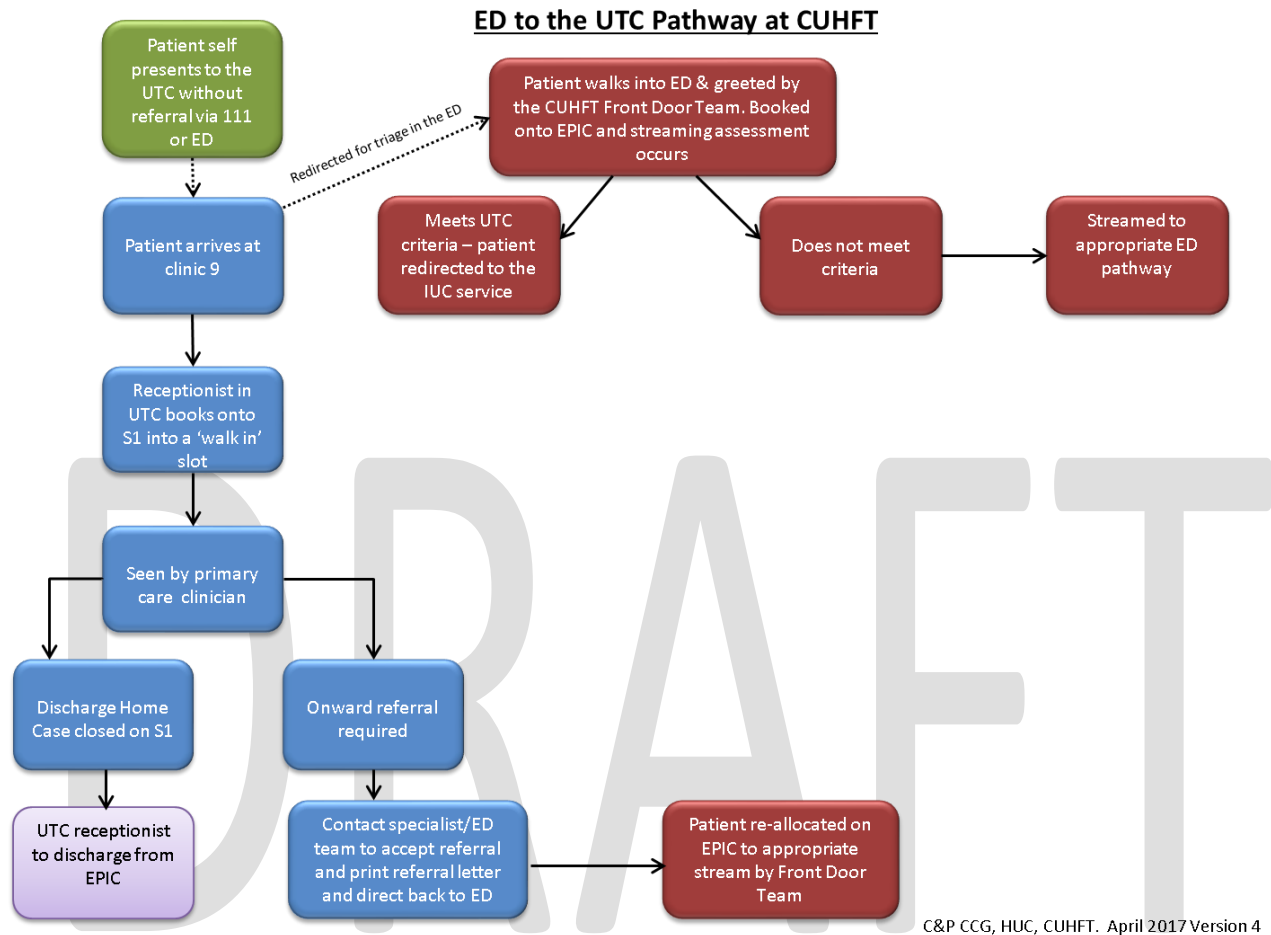 ED to the UTC Pathway at CUHFT
Patient self
presents to the
UTC without
referral via 111
or ED
Redirected for triage in the ED
Patient walks into ED & greeted by
the CUHFT Front Door Team. Booked
onto EPIC and streaming assessment
occurs
Patient arrives at
clinic 9
Meets UTC
criteria – patient
redirected to the
IUC service
Does not meet
criteria
Streamed to
appropriate ED
pathway
Receptionist in
UTC books onto
S1 into a ‘walk in’
slot
DRAFT
Seen by primary
care clinician
Discharge Home
Case closed on S1
Onward referral
required
UTC receptionist
to discharge from
EPIC
Contact specialist/ED
team to accept referral
and print referral letter
and direct back to ED
Patient re-allocated on
EPIC to appropriate
stream by Front Door
Team
C&P CCG, HUC, CUHFT. April 2017 Version 4